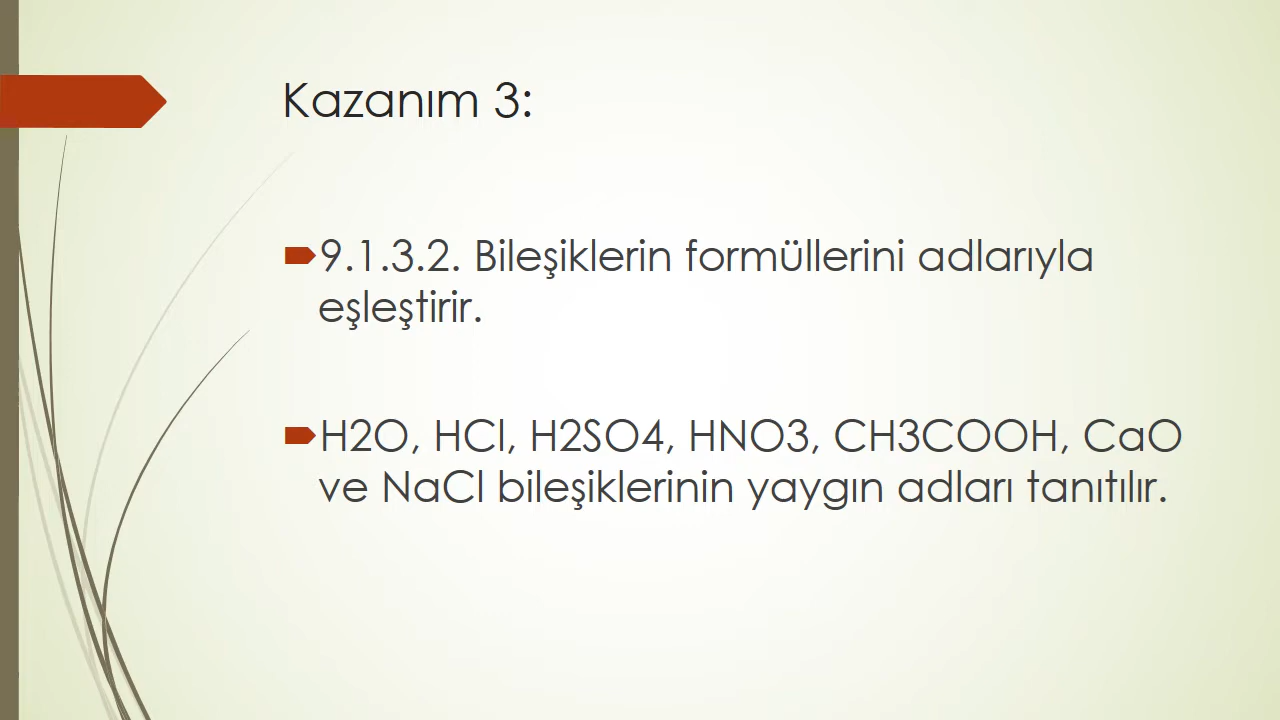 Kazanım 3:
9.1.3.2. Bileşiklerin formüllerini adlarıyla
eşleştirir.
H2O, HCl, H2SO4, HNO3, CH3COOH, CaO
ve NaCl bileşiklerinin yaygın adları tanıtılır.